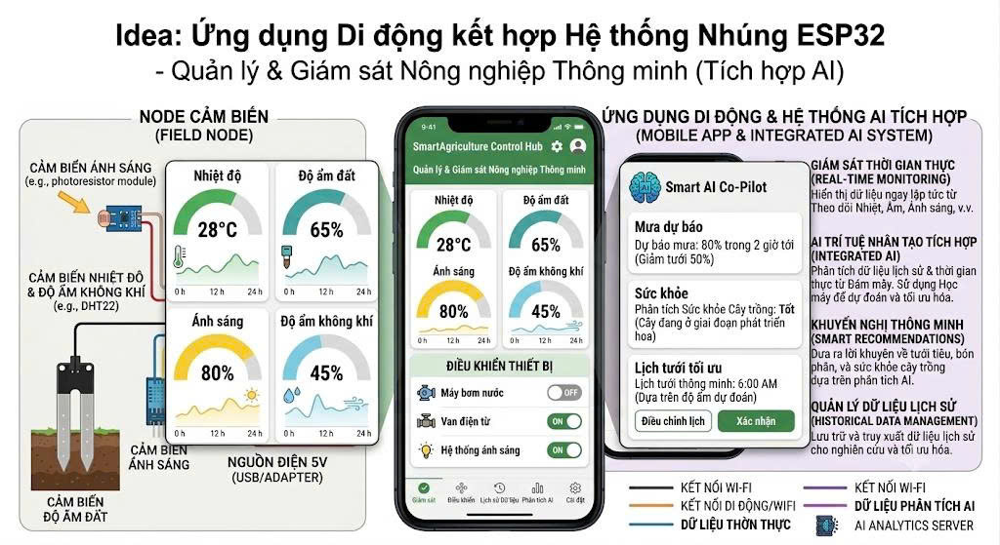 Idea: Ứng dụng Di động kết hợp Hệ thống Nhúng ESP32
- Quản lý & Giám sát Nông nghiệp Thông minh (Tích hợp AI)
NODE CẢM BIẾN
(FIELD NODE)
CẢM BIẾN ÁNH SÁNG
(e.g., photoresistor module)
CẢM BIẾN NHIỆT ĐỘ
& ĐỘ ẨM KHÔNG KHÍ
(e.g., DHT22)
CẢM BIẾN
ÁNH SÁNG
CẢM BIẾN
ĐỘ ẨM ĐẤT
NGUỒN ĐIỆN 5V
(USB/ADAPTER)
Nhiệt độ
28°C
0 h 12 h 24 h
Độ ẩm đất
65%
0 h 12 h 24 h
Ánh sáng
80%
0 h 12 h 24 h
Độ ẩm không khí
45%
0 h 12 h 24 h
9:41
SmartAgriculture Control Hub
Quản lý & Giám sát Nông nghiệp Thông minh
Nhiệt độ
28°C
Độ ẩm đất
65%
Ánh sáng
80%
0 h 12 h 24 h
Độ ẩm không khí
45%
0 h 12 h 24 h
ĐIỀU KHIỂN THIẾT BỊ
Máy bơm nước OFF
Van điện từ ON
Hệ thống ánh sáng ON
Giám sát Điều khiển Lịch sử Dữ liệu Phân tích AI Cài đặt
ỨNG DỤNG DI ĐỘNG & HỆ THỐNG AI TÍCH HỢP
(MOBILE APP & INTEGRATED AI SYSTEM)
Smart AI Co-Pilot
Mưa dự báo
Dự báo mưa: 80% trong 2 giờ tới
(Giảm tưới 50%)
Sức khỏe
Phân tích Sức khỏe Cây trồng: Tốt
(Cây đang ở giai đoạn phát triển
hoa)
Lịch tưới tối ưu
Lịch tưới thông minh: 6:00 AM
(Dựa trên độ ẩm dự đoán)
Điều chỉnh lịch Xác nhận
GIÁM SÁT THỜI GIAN THỰC
(REAL-TIME MONITORING)
Hiển thị dữ liệu ngay lập tức từ
Theo dõi Nhiệt, Ẩm, Ánh sáng, v.v.
AI TRÍ TUỆ NHÂN TẠO TÍCH HỢP
(INTEGRATED AI)
Phân tích dữ liệu lịch sử & thời gian
thực từ Đám mây. Sử dụng Học
máy để dự đoán và tối ưu hóa.
KHUYẾN NGHỊ THÔNG MINH
(SMART RECOMMENDATIONS)
Đưa ra lời khuyên về tưới tiêu, bón
phân, và sức khỏe cây trồng
dựa trên phân tích AI.
QUẢN LÝ DỮ LIỆU LỊCH SỬ
(HISTORICAL DATA MANAGEMENT)
Lưu trữ và truy xuất dữ liệu lịch sử
cho nghiên cứu và tối ưu hóa.
KẾT NỐI WI-FI
KẾT NỐI DI ĐỘNG/WIFI
DỮ LIỆU THỜN THỰC
KẾT NỐI WI-FI
DỮ LIỆU PHÂN TÍCH AI
AI ANALYTICS SERVER